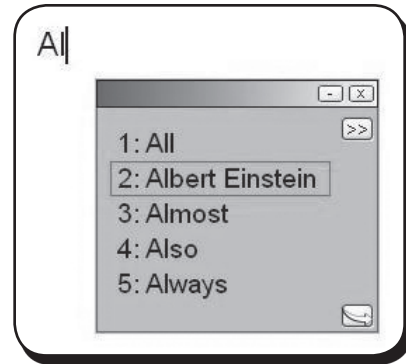 Al
- X
>>
1: All
2: Albert Einstein
3: Almost
4: Also
5: Always